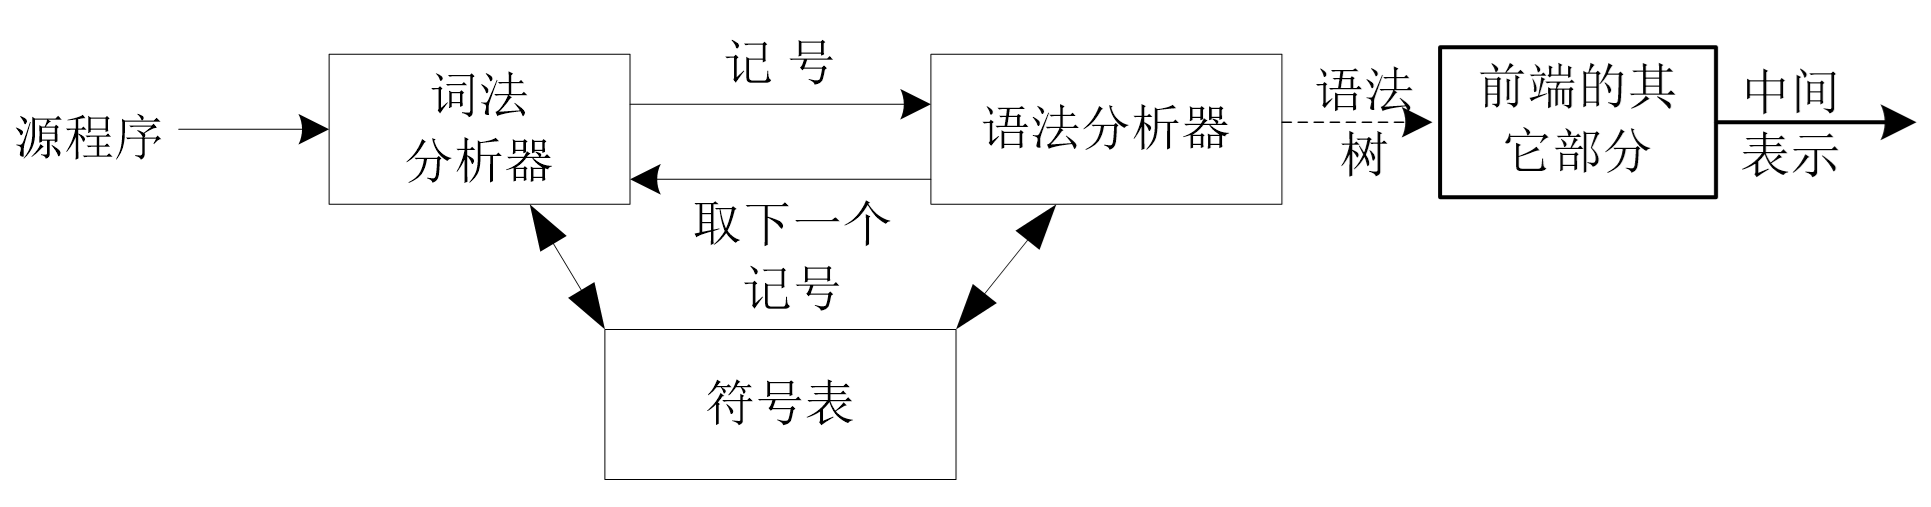 源程序
词法
分析器
记 号
取下一个
记号
语法分析器
语法
树
前端的其
它部分
中间
表示
符号表